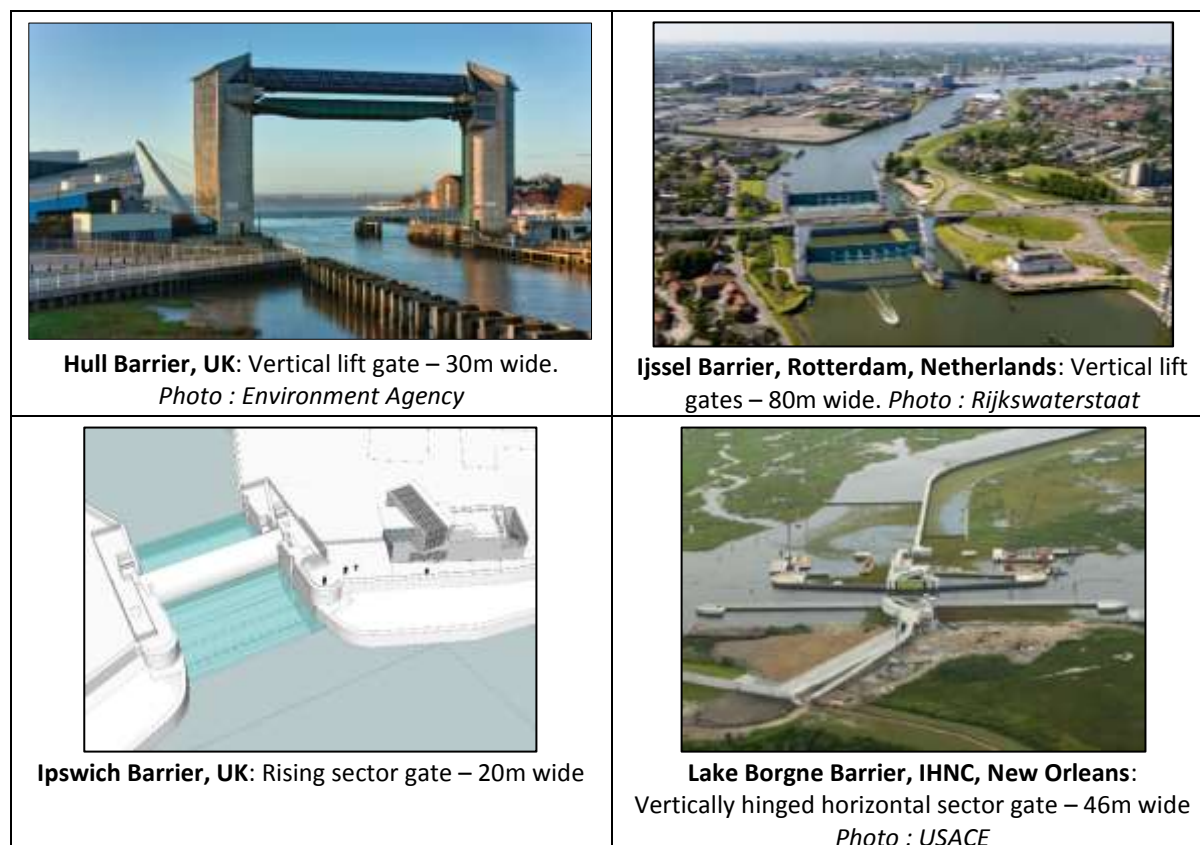 Hull Barrier, UK: Vertical lift gate – 30m wide.
Photo : Environment Agency
Ijssel Barrier, Rotterdam, Netherlands: Vertical lift
gates – 80m wide. Photo : Rijkswaterstaat
Ipswich Barrier, UK: Rising sector gate – 20m wide
Lake Borgne Barrier, IHNC, New Orleans:
Vertically hinged horizontal sector gate – 46m wide
Photo : USACE